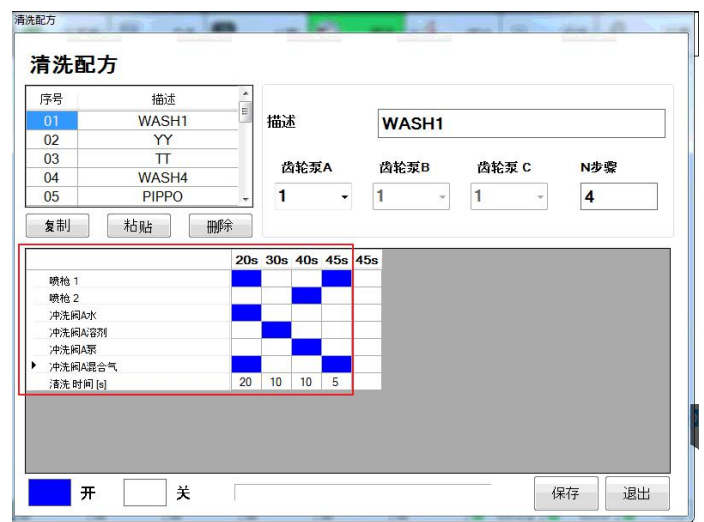 清洗配方
清洗配方
序号 描述
01 WASH1
02 YY
03 TT
04 WASH4
05 PIPPO
复制 粘贴 删除
描述 WASH1
齿轮泵A 齿轮泵B 齿轮泵 C N步骤
1 1 1 4
20s 30s 40s 45s 45s
喷枪 1
喷枪 2
冲洗阀A水
冲洗阀A溶剂
冲洗阀A泵
冲洗阀A混合气
清洗 时间 [s] 20 10 10 5
开 关 保存 退出